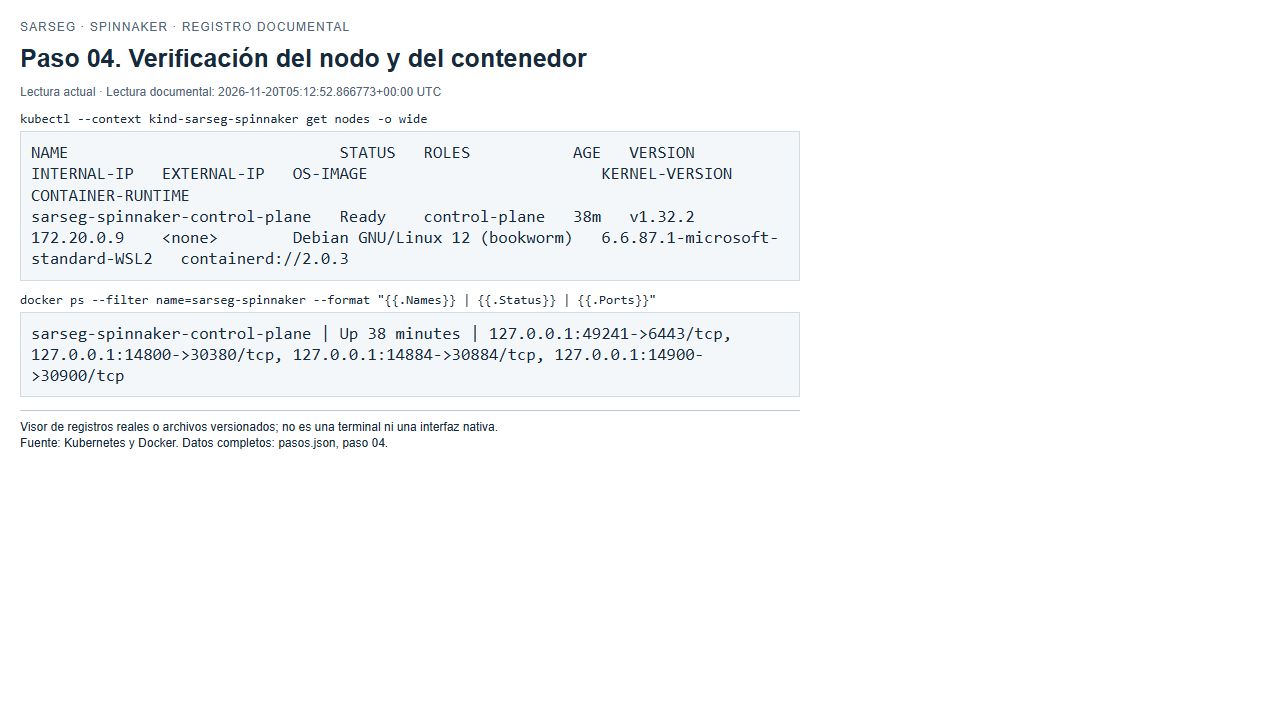 SARSEG · SPINNAKER · REGISTRO DOCUMENTAL
Paso 04. Verificación del nodo y del contenedor
Lectura actual · Lectura documental: 2026-11-20T05:12:52.866773+00:00 UTC
kubectl --context kind-sarseg-spinnaker get nodes -o wide
NAME                             STATUS   ROLES           AGE   VERSION
INTERNAL-IP   EXTERNAL-IP   OS-IMAGE                         KERNEL-VERSION
CONTAINER-RUNTIME
sarseg-spinnaker-control-plane   Ready    control-plane   38m   v1.32.2
172.20.0.9    <none>        Debian GNU/Linux 12 (bookworm)   6.6.87.1-microsoft-
standard-WSL2   containerd://2.0.3
docker ps --filter name=sarseg-spinnaker --format "{{.Names}} | {{.Status}} | {{.Ports}}"
sarseg-spinnaker-control-plane | Up 38 minutes | 127.0.0.1:49241->6443/tcp,
127.0.0.1:14800->30380/tcp, 127.0.0.1:14884->30884/tcp, 127.0.0.1:14900-
>30900/tcp
Visor de registros reales o archivos versionados; no es una terminal ni una interfaz nativa.
Fuente: Kubernetes y Docker. Datos completos: pasos.json, paso 04.